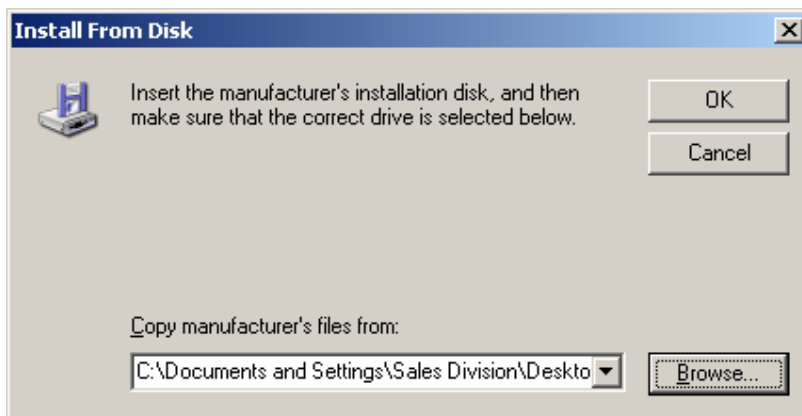 Install From Disk
Insert the manufacturer's installation disk, and then
make sure that the correct drive is selected below.
OK
Cancel
Copy manufacturer's files from:
C:\Documents and Settings\Sales Division\Deskto
Browse...